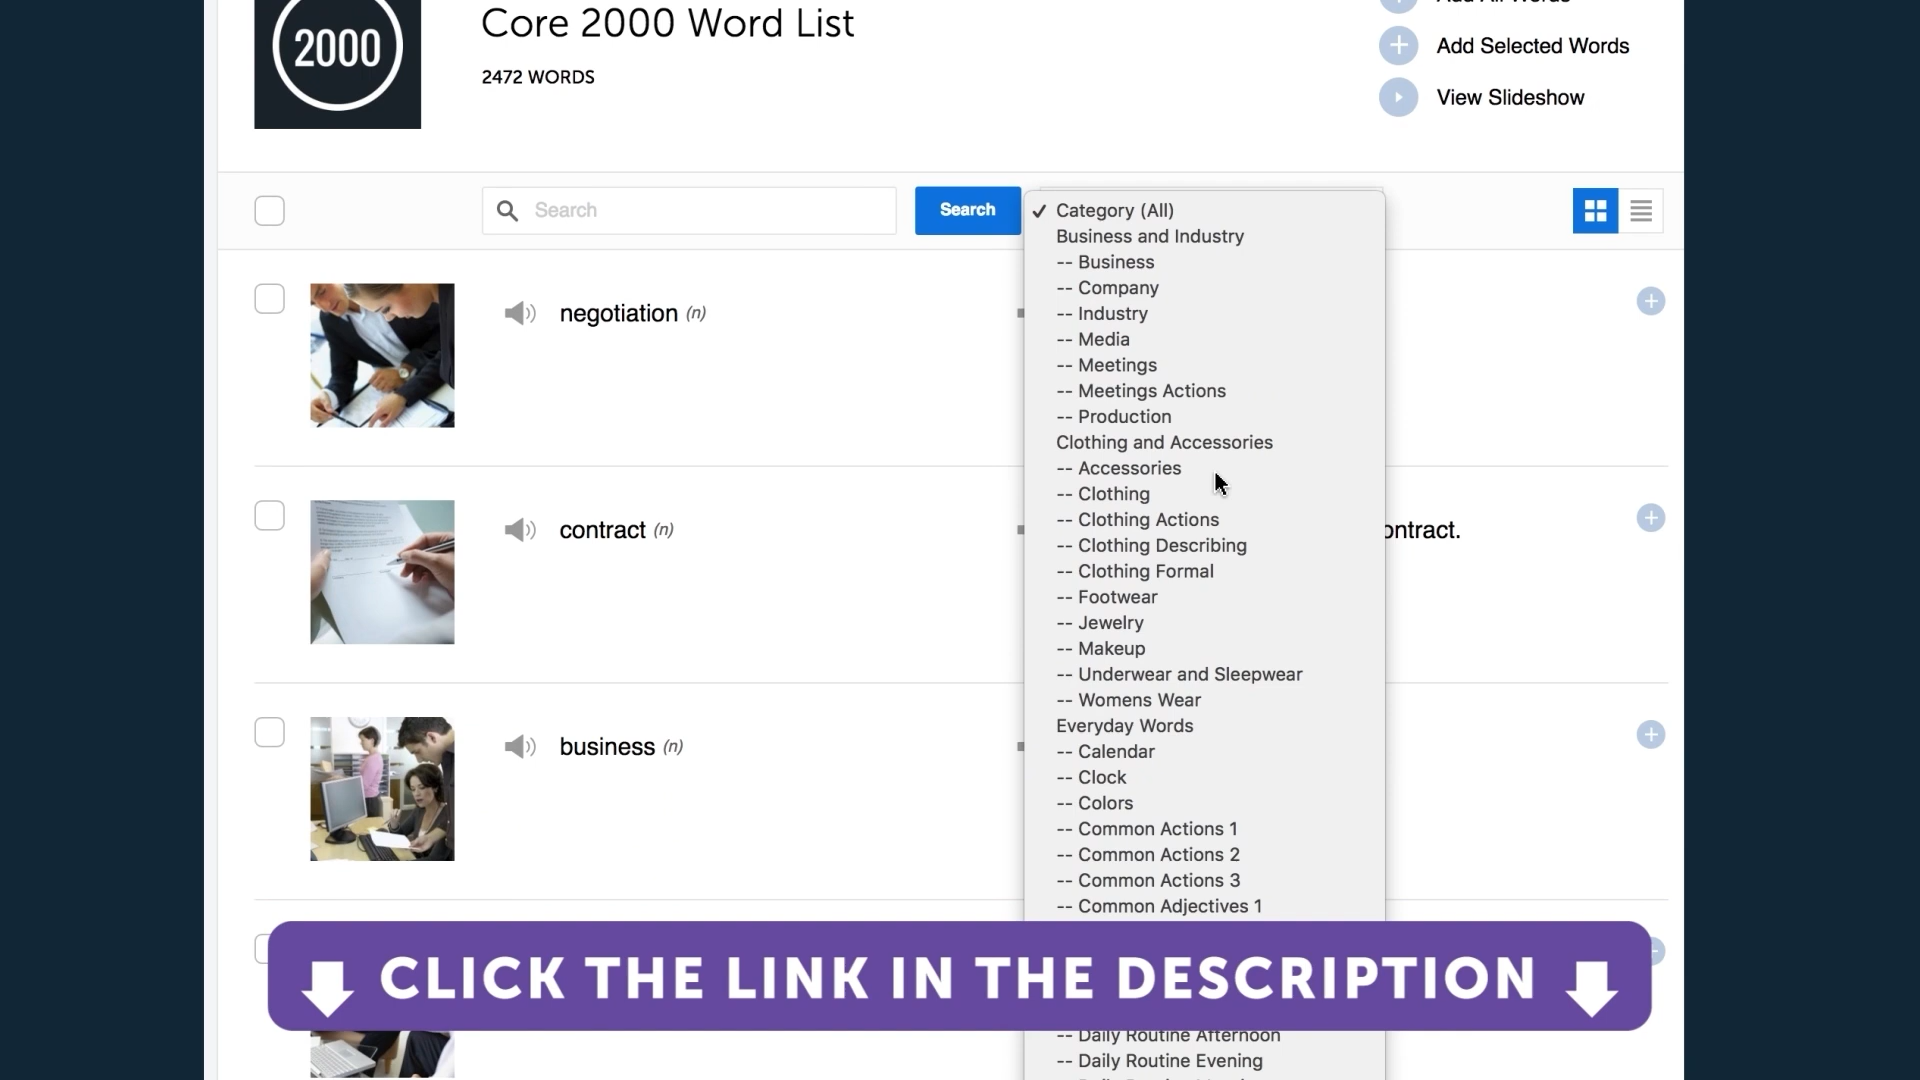 2000
Core 2000 Word List
2472 WORDS
Add All Words
Add Selected Words
View Slideshow
Search
Search
Category (All)
Business and Industry
-- Business
-- Company
-- Industry
-- Media
-- Meetings
-- Meetings Actions
-- Production
Clothing and Accessories
-- Accessories
-- Clothing
-- Clothing Actions
-- Clothing Describing
-- Clothing Formal
-- Footwear
-- Jewelry
-- Makeup
-- Underwear and Sleepwear
-- Womens Wear
Everyday Words
-- Calendar
-- Clock
-- Colors
-- Common Actions 1
-- Common Actions 2
-- Common Actions 3
-- Common Adjectives 1
-- Daily Routine Afternoon
-- Daily Routine Evening
negotiation (n)
contract (n)
ontract.
business (n)
CLICK THE LINK IN THE DESCRIPTION